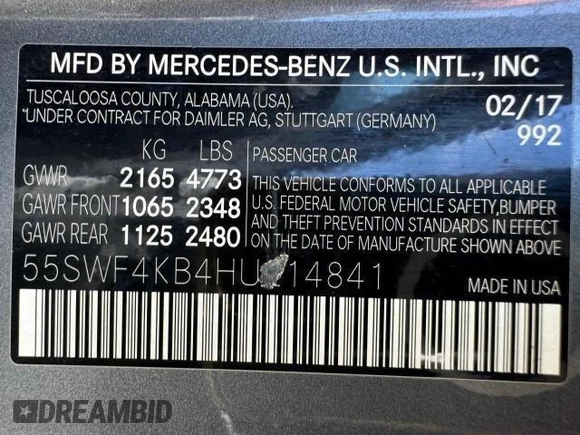 MFD BY MERCEDES-BENZ U.S. INTL., INC
TUSCALOOSA COUNTY, ALABAMA (USA). 02/17
*UNDER CONTRACT FOR DAIMLER AG, STUTTGART (GERMANY) 992
KG LBS PASSENGER CAR
GVWR 2165 4773
GAWR FRONT 1065 2348
GAWR REAR 1125 2480
THIS VEHICLE CONFORMS TO ALL APPLICABLE
U.S. FEDERAL MOTOR VEHICLE SAFETY, BUMPER
AND THEFT PREVENTION STANDARDS IN
EFFECT ON THE DATE OF
MANUFACTURE SHOWN ABOVE.
MADE IN USA
DREAMBID